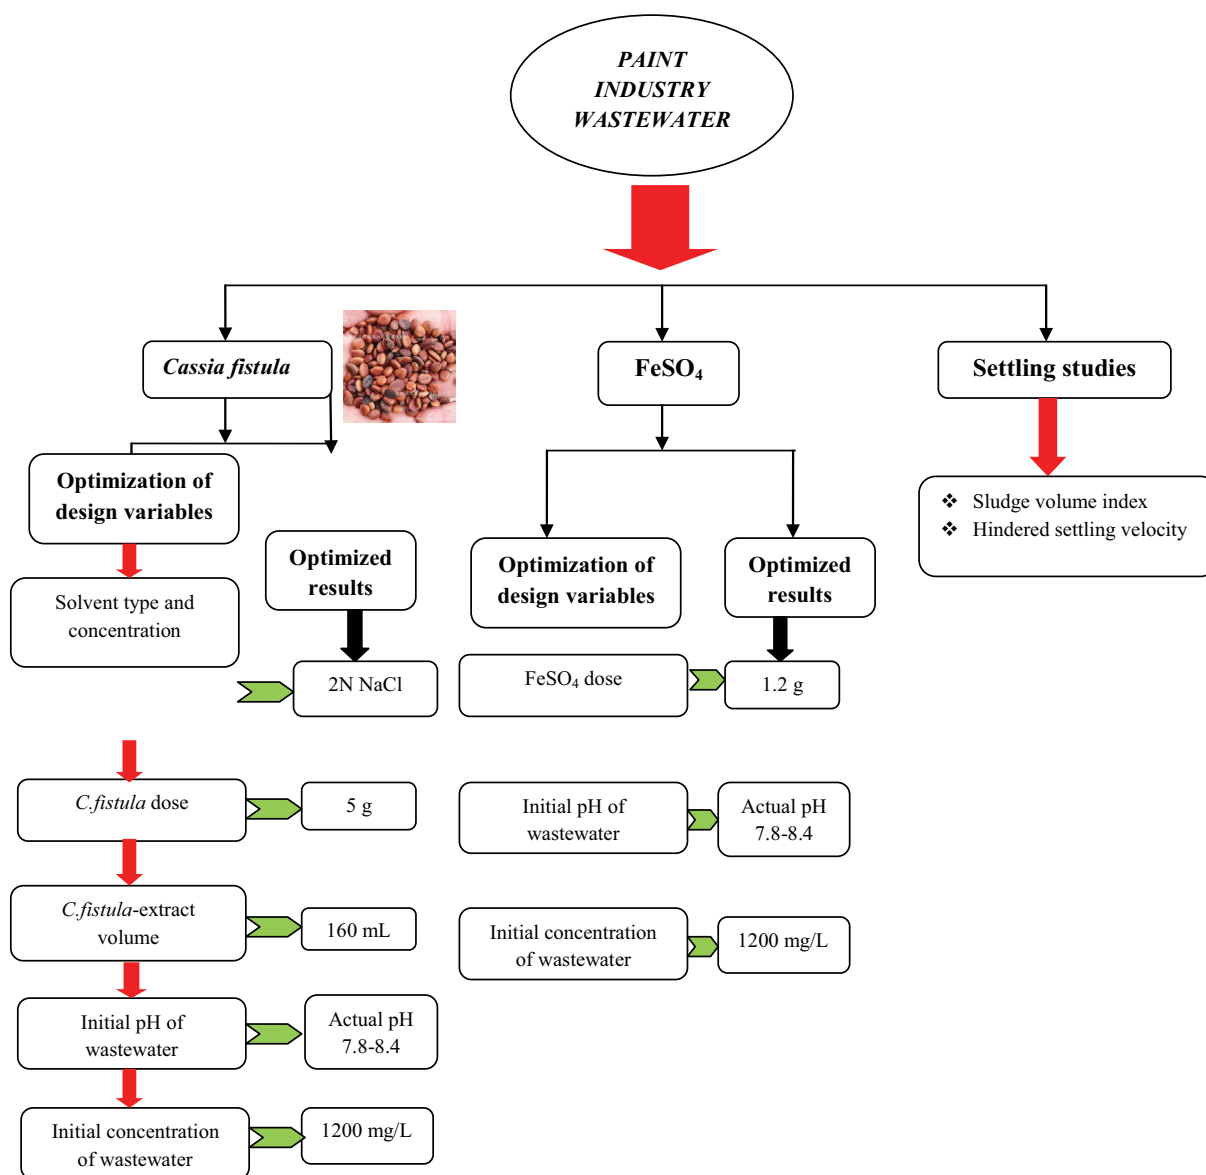 PAINT
INDUSTRY
WASTEWATER
Cassia fistula
FeSO₄
Settling studies
Optimization of
design variables
Optimized
results
Solvent type and
concentration
2N NaCl
C.fistula dose
5 g
C.fistula-extract
volume
160 mL
Initial pH of
wastewater
Actual pH
7.8-8.4
Initial concentration
of wastewater
1200 mg/L
Optimization of
design variables
Optimized
results
FeSO₄ dose
1.2 g
Initial pH of
wastewater
Actual pH
7.8-8.4
Initial concentration
of wastewater
1200 mg/L
❖ Sludge volume index
❖ Hindered settling velocity